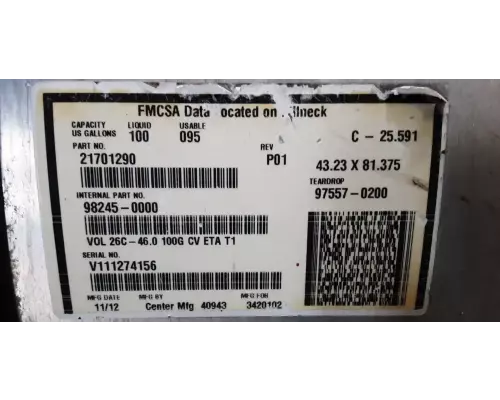 FMCSA Data ocated on
CAPACITY LIQUID USABLE
US GALLONS 100 095 C - 25.591
PART NO. REV
21701290 P01 43.23 X 81.375
TEARDROP
INTERNAL PART NO. 97557-0200
98245-0000
VOL 26C-46.0 100G CV ETA T1
SERIAL NO.
V111274156
MFG DATE MFG BY MFG FOR
11/12 Center Mfg 40943 3420102